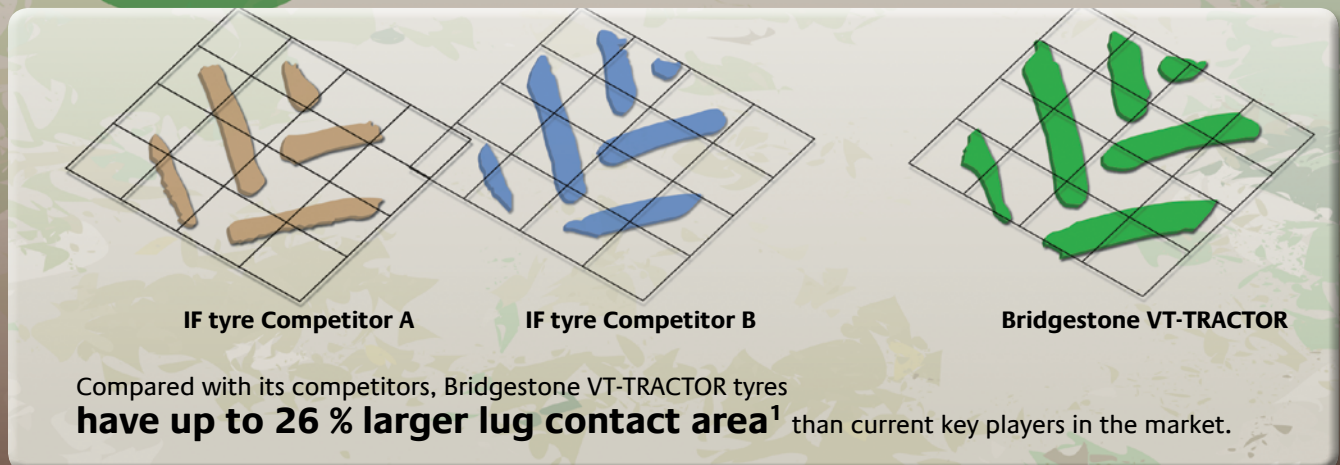 IF tyre Competitor A
IF tyre Competitor B
Bridgestone VT-TRACTOR
Compared with its competitors, Bridgestone VT-TRACTOR tyres
have up to 26 % larger lug contact area¹ than current key players in the market.